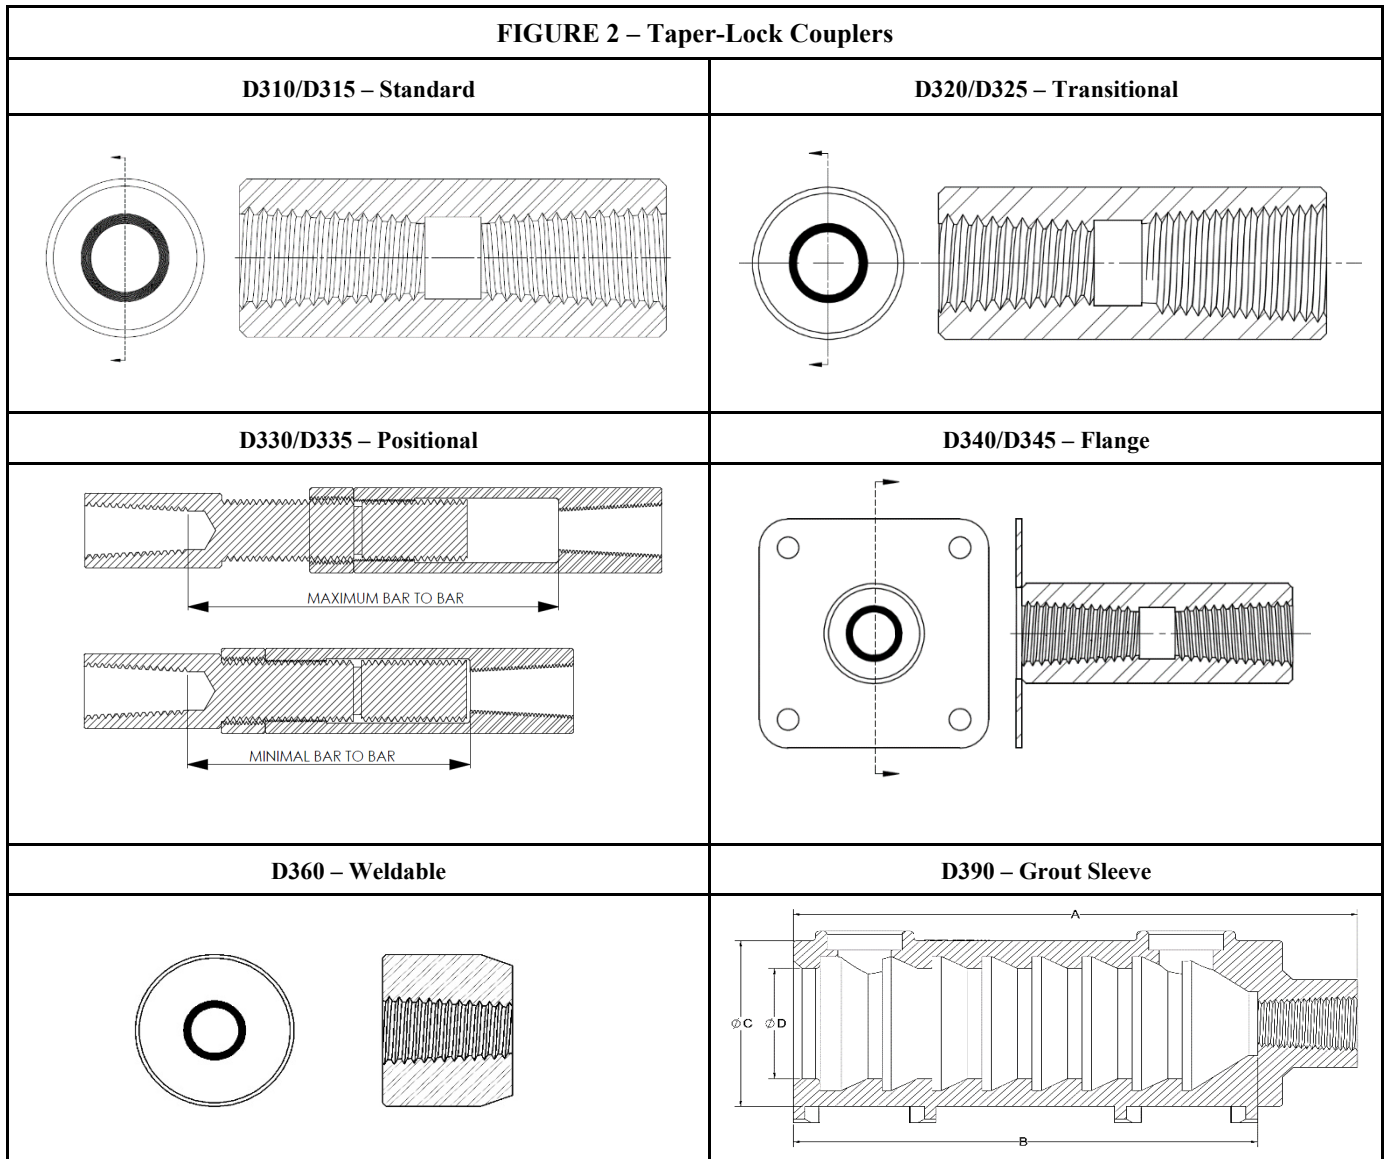 FIGURE 2 – Taper-Lock Couplers
D310/D315 – Standard
D320/D325 – Transitional
D330/D335 – Positional
D340/D345 – Flange
MAXIMUM BAR TO BAR
MINIMAL BAR TO BAR
D360 – Weldable
D390 – Grout Sleeve
A
ØC
ØD
B